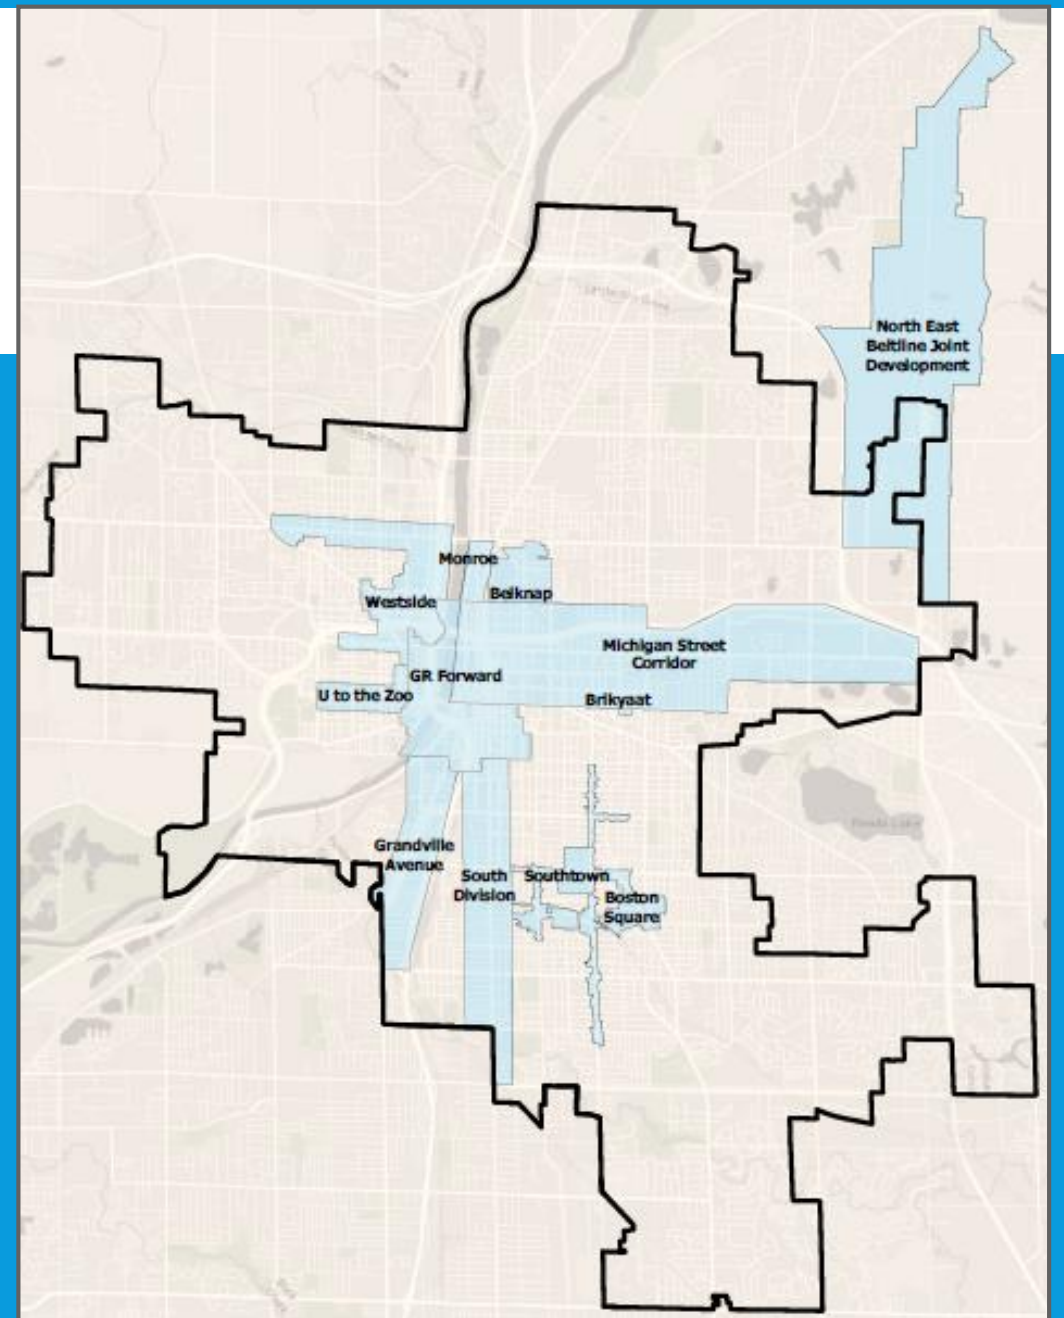 North East
Beltline Joint
Development
Monroe
Belknap
Westside
Michigan Street
Corridor
GR Forward
U to the Zoo
Brikyaat
Grandville
Avenue
South
Division
Southtown
Boston
Square